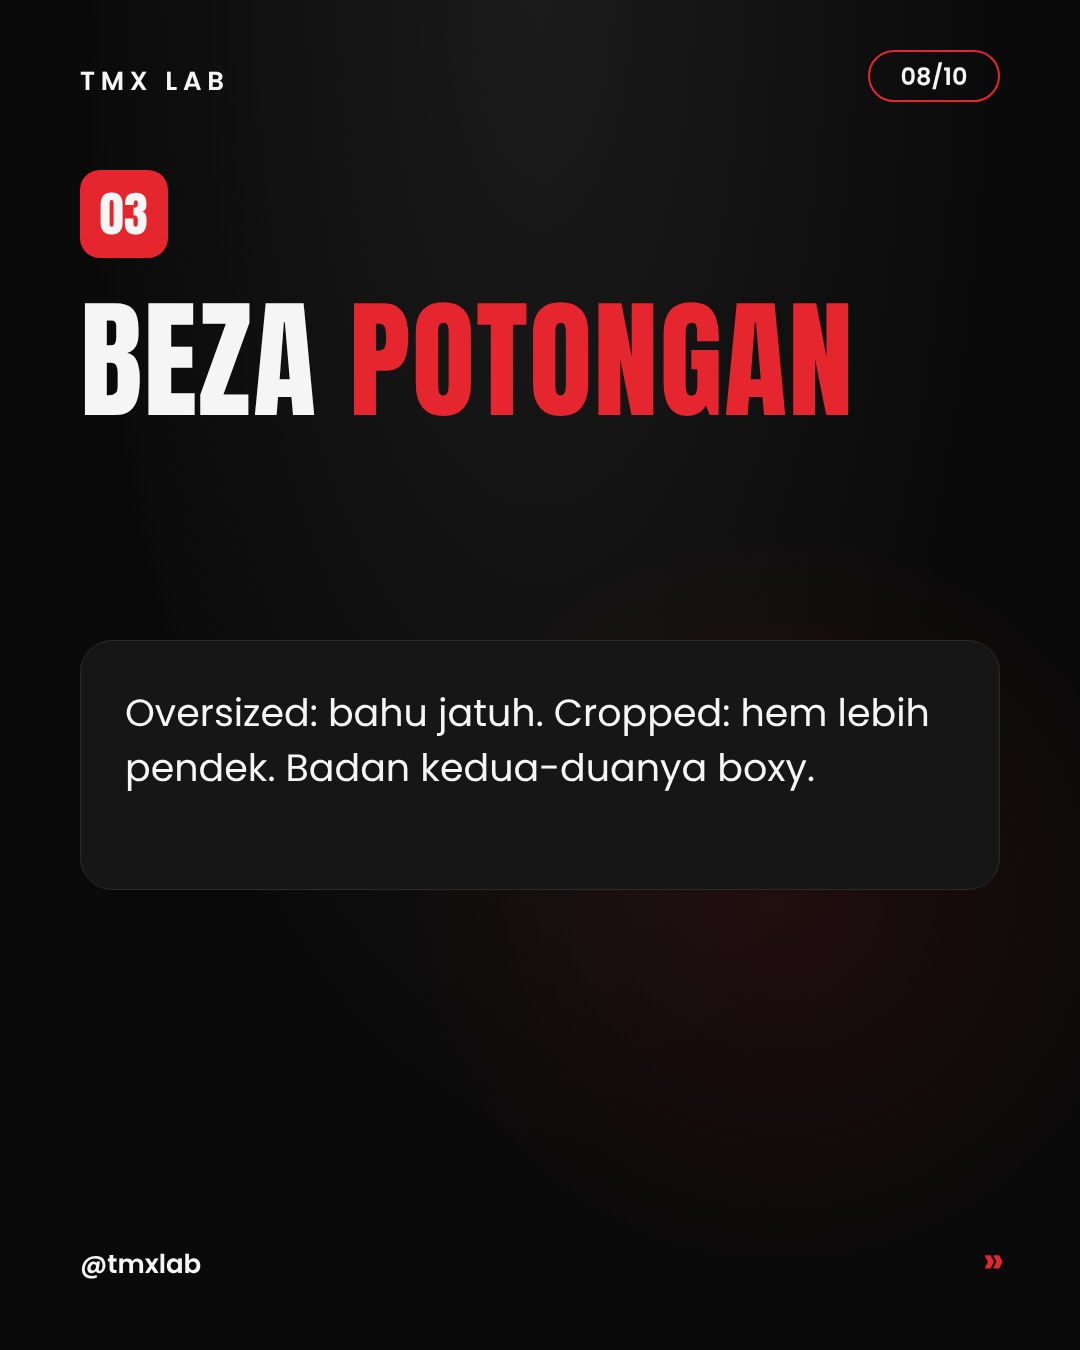 TMX LAB
08/10
03
BEZA POTONGAN
Oversized: bahu jatuh. Cropped: hem lebih
pendek. Badan kedua-duanya boxy.
@tmxlab
»